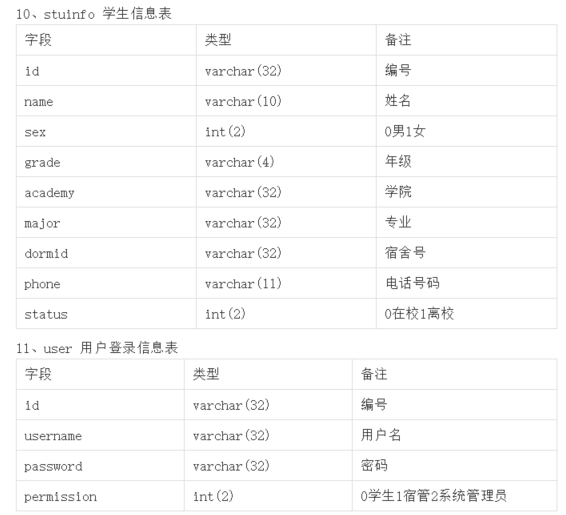 10、stuinfo 学生信息表
字段 类型 备注
id varchar(32) 编号
name varchar(10) 姓名
sex int(2) 0男1女
grade varchar(4) 年级
academy varchar(32) 学院
major varchar(32) 专业
dormid varchar(32) 宿舍号
phone varchar(11) 电话号码
status int(2) 0在校1离校
11、user 用户登录信息表
字段 类型 备注
id varchar(32) 编号
username varchar(32) 用户名
password varchar(32) 密码
permission int(2) 0学生1宿管2系统管理员